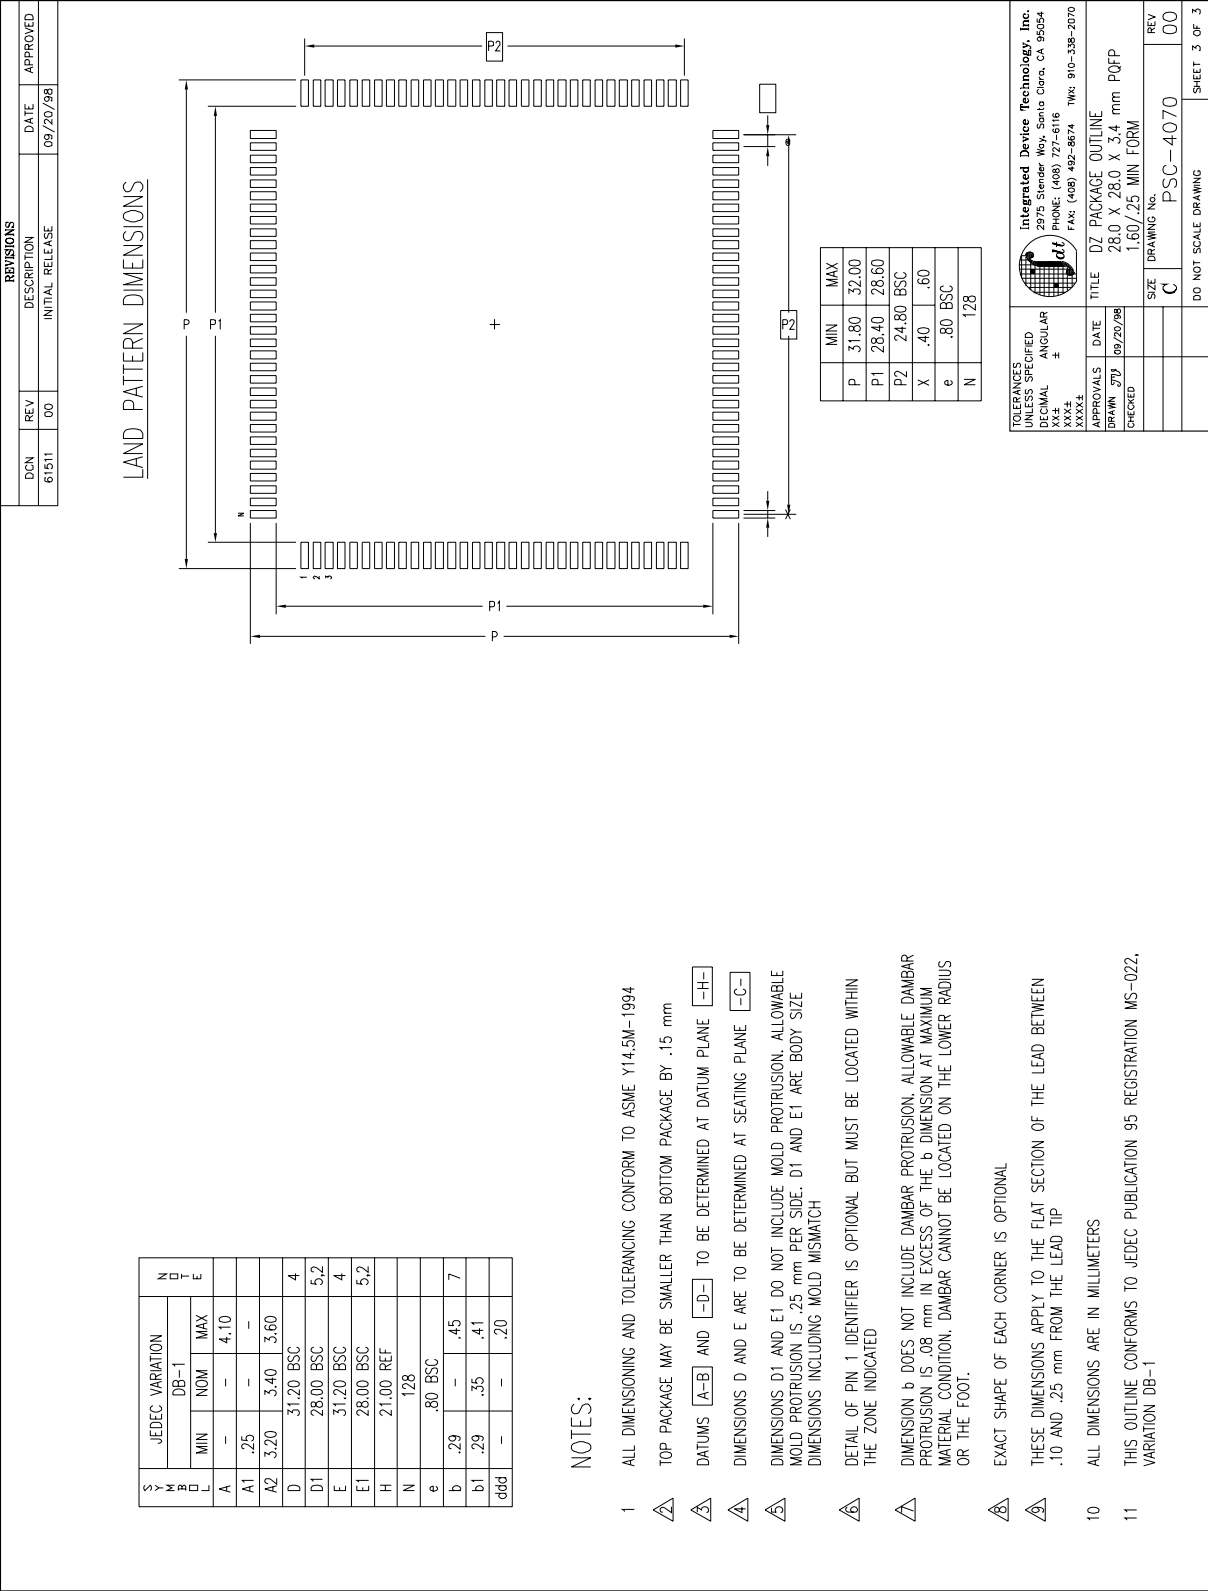 REVISIONS
DCN REV DESCRIPTION DATE APPROVED
61511 00 INITIAL RELEASE 09/20/98
LAND PATTERN DIMENSIONS
P
P1
P2
N
1
2
3
P1
P
P2
e
X
MIN MAX
P 31.80 32.00
P1 28.40 28.60
P2 24.80 BSC
X .40 .60
e .80 BSC
N 128
S Y M B O L JEDEC VARIATION N O T E
DB-1
MIN NOM MAX
A - - 4.10
A1 .25 - -
A2 3.20 3.40 3.60
D 31.20 BSC 4
D1 28.00 BSC 5,2
E 31.20 BSC 4
E1 28.00 BSC 5,2
H 21.00 REF
N 128
e .80 BSC
b .29 - .45 7
b1 .29 .35 .41
ddd - - .20
NOTES:
1 ALL DIMENSIONING AND TOLERANCING CONFORM TO ASME Y14.5M-1994
2 TOP PACKAGE MAY BE SMALLER THAN BOTTOM PACKAGE BY .15 mm
3 DATUMS A-B AND -D- TO BE DETERMINED AT DATUM PLANE -H-
4 DIMENSIONS D AND E ARE TO BE DETERMINED AT SEATING PLANE -C-
5 DIMENSIONS D1 AND E1 DO NOT INCLUDE MOLD PROTRUSION. ALLOWABLE
MOLD PROTRUSION IS .25 mm PER SIDE. D1 AND E1 ARE BODY SIZE
DIMENSIONS INCLUDING MOLD MISMATCH
6 DETAIL OF PIN 1 IDENTIFIER IS OPTIONAL BUT MUST BE LOCATED WITHIN
THE ZONE INDICATED
7 DIMENSION b DOES NOT INCLUDE DAMBAR PROTRUSION. ALLOWABLE DAMBAR
PROTRUSION IS .08 mm IN EXCESS OF THE b DIMENSION AT MAXIMUM
MATERIAL CONDITION. DAMBAR CANNOT BE LOCATED ON THE LOWER RADIUS
OR THE FOOT.
8 EXACT SHAPE OF EACH CORNER IS OPTIONAL
9 THESE DIMENSIONS APPLY TO THE FLAT SECTION OF THE LEAD BETWEEN
.10 AND .25 mm FROM THE LEAD TIP
10 ALL DIMENSIONS ARE IN MILLIMETERS
11 THIS OUTLINE CONFORMS TO JEDEC PUBLICATION 95 REGISTRATION MS-022,
VARIATION DB-1
TOLERANCES
UNLESS SPECIFIED
DECIMAL ANGULAR
XX± ±
XXX±
XXXX±
APPROVALS DATE
DRAWN TV 09/20/98
CHECKED
idt
Integrated Device Technology, Inc.
2975 Stender Way, Santa Clara, CA 95054
PHONE: (408) 727-6116
FAX: (408) 492-8674 TWX: 910-338-2070
TITLE DZ PACKAGE OUTLINE
28.0 X 28.0 X 3.4 mm PQFP
1.60/.25 MIN FORM
SIZE DRAWING No. REV
C PSC-4070 00
DO NOT SCALE DRAWING SHEET 3 OF 3